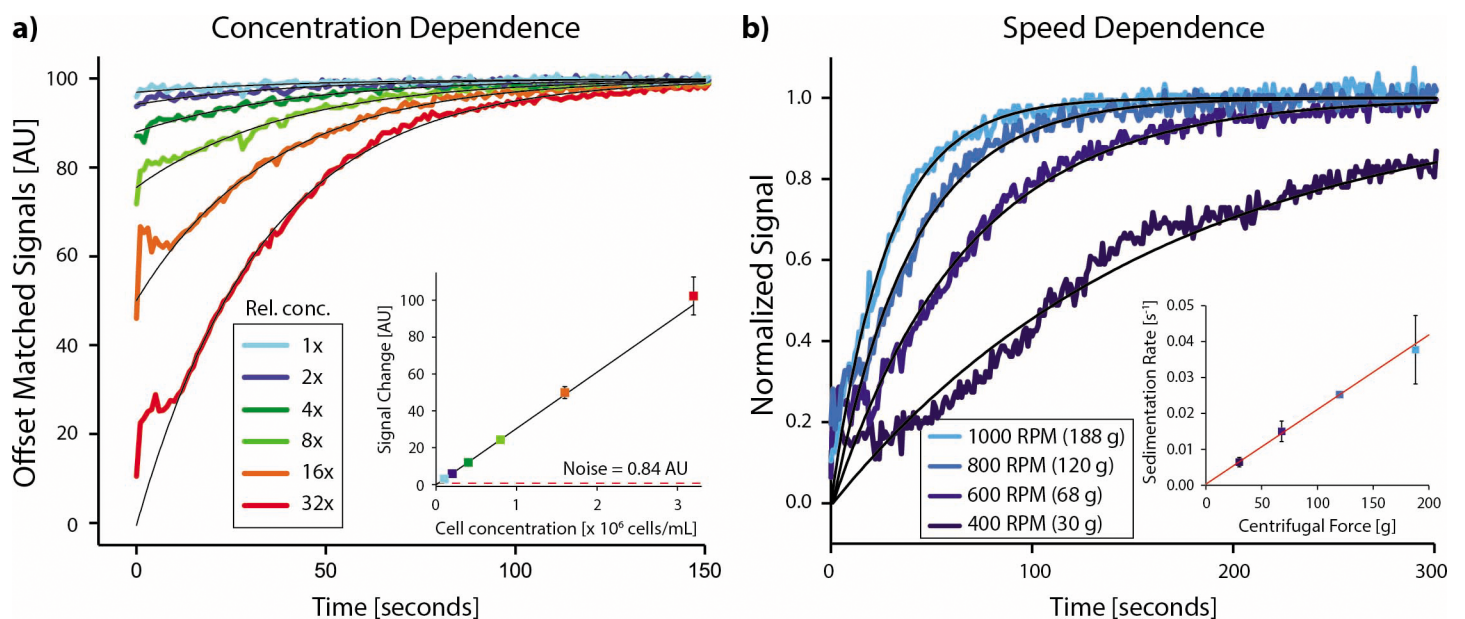 a)
Concentration Dependence
Offset Matched Signals [AU]
100
80
60
40
20
0
0
50
100
150
Time [seconds]
Rel. conc.
1x
2x
4x
8x
16x
32x
Signal Change [AU]
100
80
60
40
20
0
0
1
2
3
Noise = 0.84 AU
Cell concentration [x 10⁶ cells/mL]
b)
Speed Dependence
Normalized Signal
1.0
0.8
0.6
0.4
0.2
0.0
0
100
200
300
Time [seconds]
1000 RPM (188 g)
800 RPM (120 g)
600 RPM (68 g)
400 RPM (30 g)
Sedimentation Rate [s⁻¹]
0.05
0.04
0.03
0.02
0.01
0.00
0
50
100
150
200
Centrifugal Force [g]